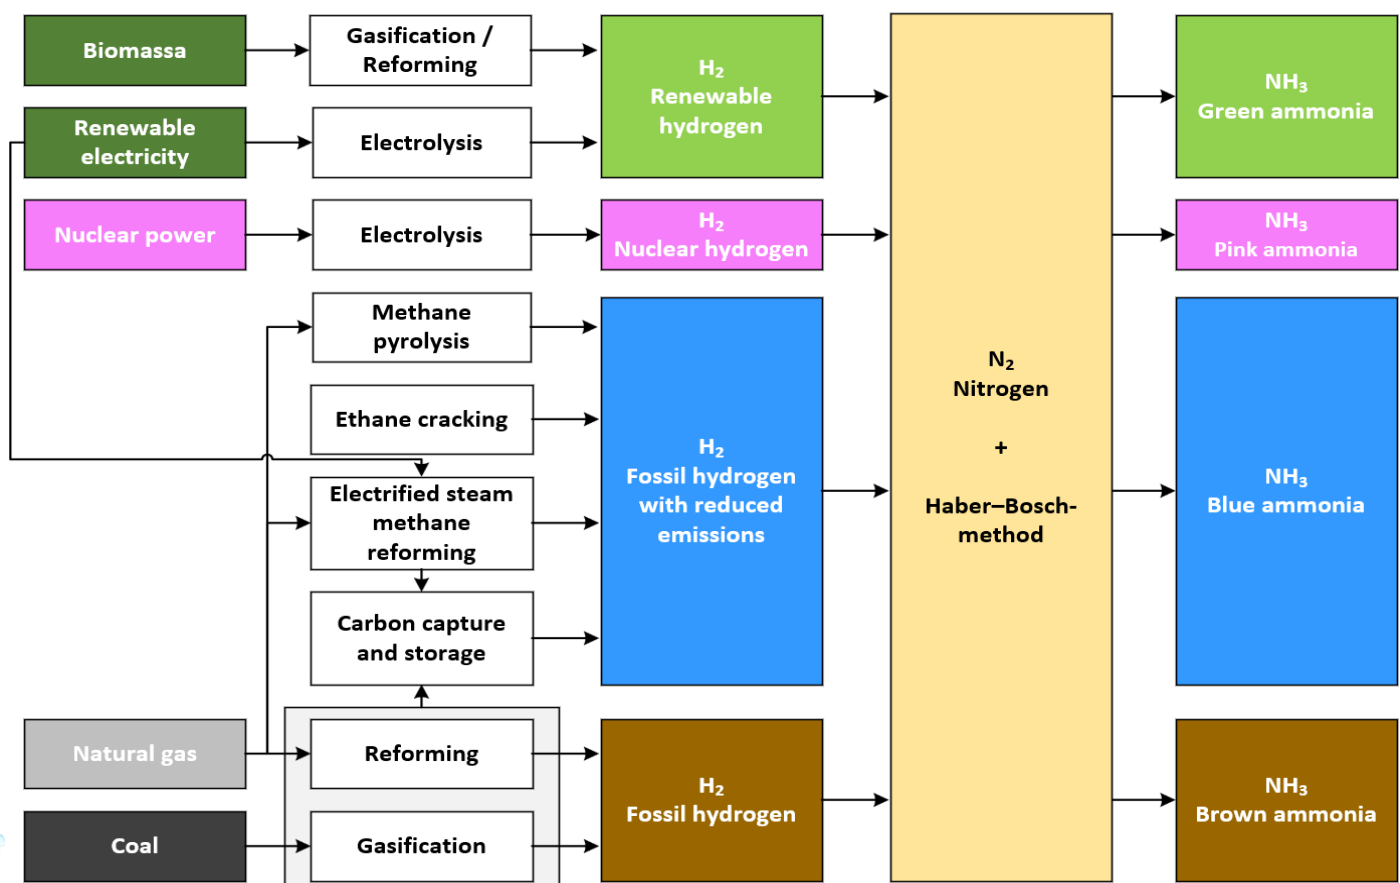 Biomassa
Gasification /
Reforming
H₂
Renewable
hydrogen
NH₃
Green ammonia
Renewable
electricity
Electrolysis
Nuclear power
Electrolysis
H₂
Nuclear hydrogen
NH₃
Pink ammonia
Methane
pyrolysis
Ethane cracking
Electrified steam
methane
reforming
Carbon capture
and storage
H₂
Fossil hydrogen
with reduced
emissions
N₂
Nitrogen
+
Haber–Bosch-
method
NH₃
Blue ammonia
Natural gas
Reforming
H₂
Fossil hydrogen
NH₃
Brown ammonia
Coal
Gasification